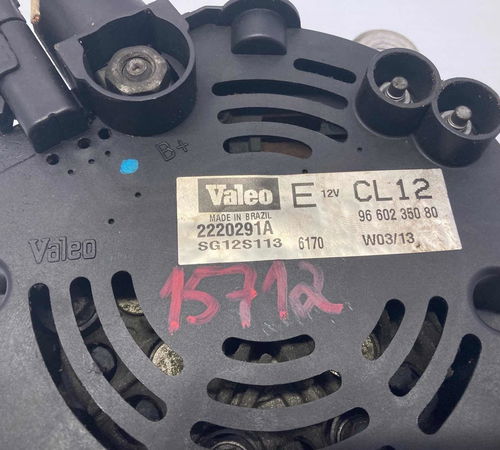 B+
Valeo E 12V CL12
MADE IN BRAZIL 96 602 350 80
2220291A
SG12S113 6170 W03/13
Valeo
15712